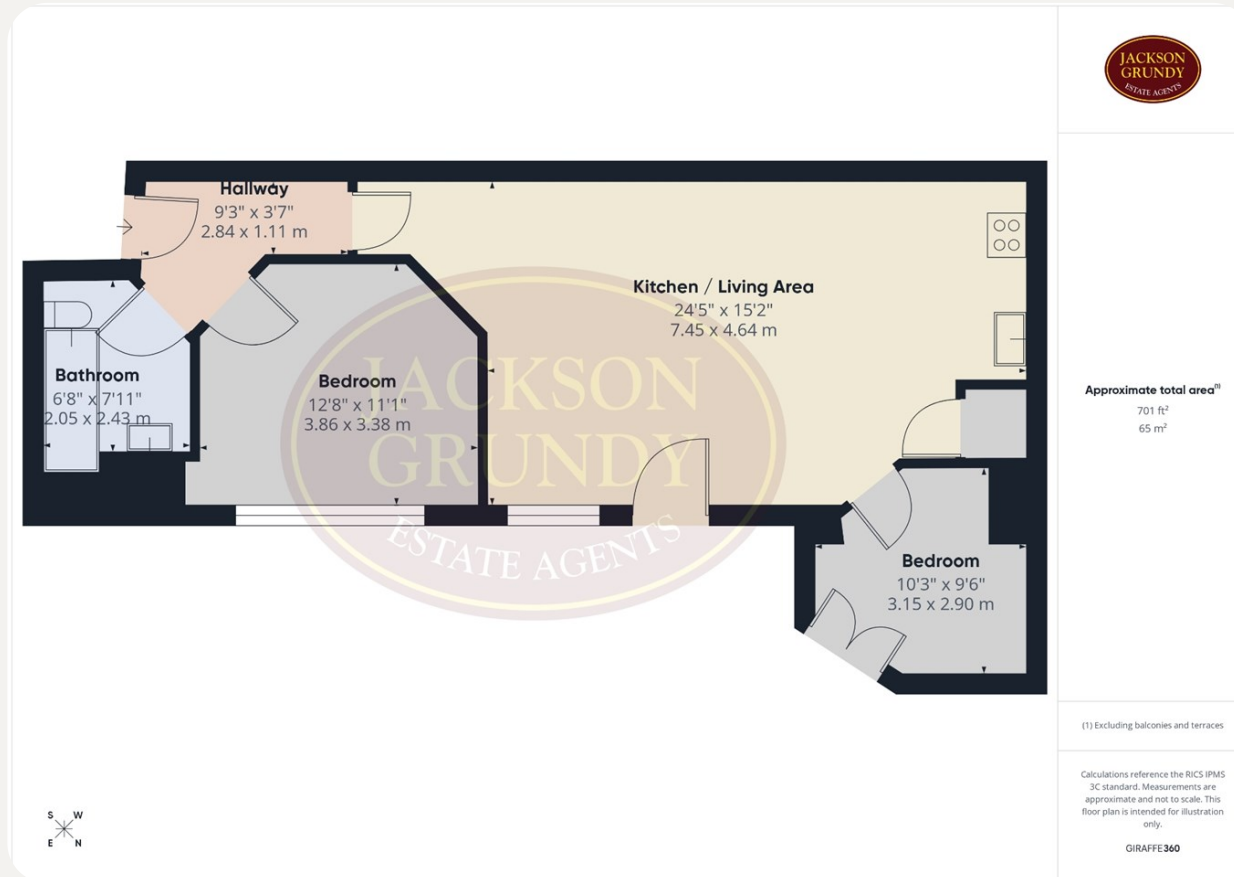 JACKSON
GRUNDY
ESTATE AGENTS
Hallway
9'3" x 3'7"
2.84 x 1.11 m
Kitchen / Living Area
24'5" x 15'2"
7.45 x 4.64 m
Bathroom
6'8" x 7'11"
2.05 x 2.43 m
Bedroom
12'8" x 11'1"
3.86 x 3.38 m
JACKSON
GRUNDY
ESTATE AGENTS
Bedroom
10'3" x 9'6"
3.15 x 2.90 m
S W
E N
Approximate total area(1)
701 ft²
65 m²
(1) Excluding balconies and terraces
Calculations reference the RICS IPMS
3C standard. Measurements are
approximate and not to scale. This
floor plan is intended for illustration
only.
GIRAFFE360